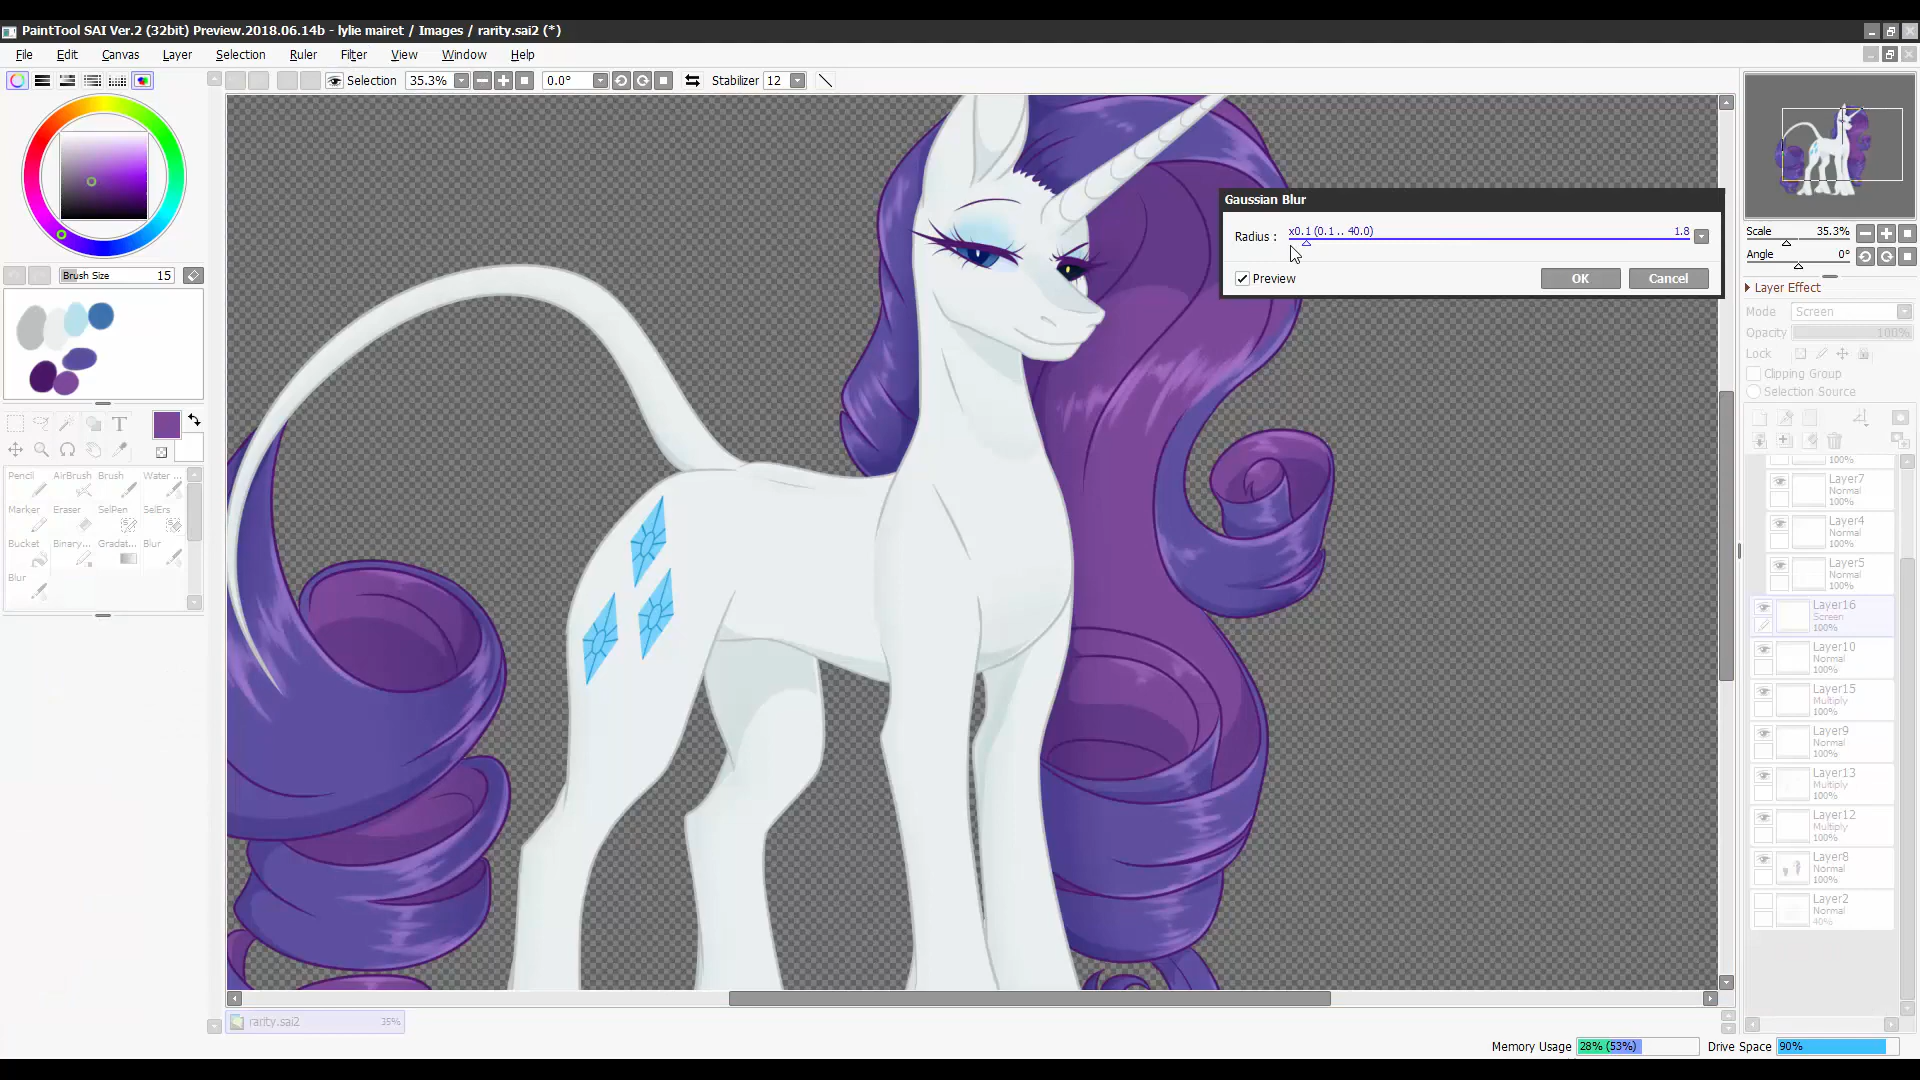 PaintTool SAI Ver.2 (32bit) Preview.2018.06.14b - lylie mairet / Images / rarity.sai2 (*)
File Edit Canvas Layer Selection Ruler Filter View Window Help
Selection 35.3% 0.0° Stabilizer 12
Gaussian Blur
Radius : x0.1 (0.1 .. 40.0) 1.8
Preview OK Cancel
Brush Size 15
T
Pencil AirBrush Brush Water ...
Marker Eraser SelPen SelErs
Bucket Binary... Gradat... Blur
Blur
Scale 35.3%
Angle 0°
Layer Effect
Mode Screen
Opacity 100%
Lock
Clipping Group
Selection Source
100%
Layer7
Normal
100%
Layer4
Normal
100%
Layer5
Normal
100%
Layer16
Screen
100%
Layer10
Normal
100%
Layer15
Multiply
100%
Layer9
Normal
100%
Layer13
Multiply
100%
Layer12
Multiply
100%
Layer8
Normal
100%
Layer2
Normal
40%
rarity.sai2 35%
Memory Usage 28% (53%) Drive Space 90%